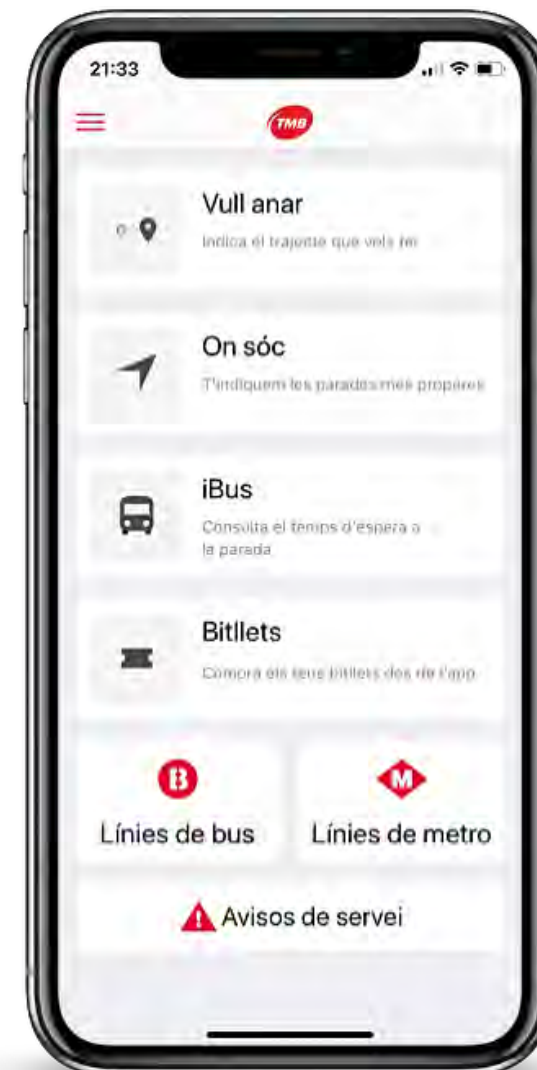 21:33
TMB
Vull anar
Indica el trajecte que vols fer
On sóc
T'indiquem les parades més properes
iBus
Consulta el temps d'espera a
la parada
Bitllets
Compra els teus bitllets des de l'app
B
M
Línies de bus
Línies de metro
Avisos de servei